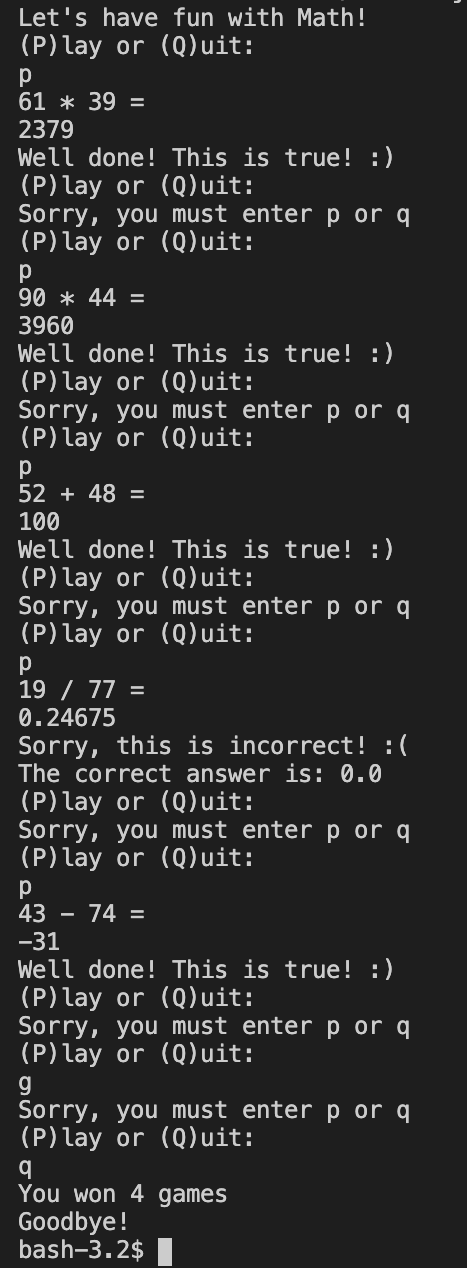 Let's have fun with Math!
(P)lay or (Q)uit:
p
61 * 39 =
2379
Well done! This is true! :)
(P)lay or (Q)uit:
Sorry, you must enter p or q
(P)lay or (Q)uit:
p
90 * 44 =
3960
Well done! This is true! :)
(P)lay or (Q)uit:
Sorry, you must enter p or q
(P)lay or (Q)uit:
p
52 + 48 =
100
Well done! This is true! :)
(P)lay or (Q)uit:
Sorry, you must enter p or q
(P)lay or (Q)uit:
p
19 / 77 =
0.24675
Sorry, this is incorrect! :(
The correct answer is: 0.0
(P)lay or (Q)uit:
Sorry, you must enter p or q
(P)lay or (Q)uit:
p
43 - 74 =
-31
Well done! This is true! :)
(P)lay or (Q)uit:
Sorry, you must enter p or q
(P)lay or (Q)uit:
g
Sorry, you must enter p or q
(P)lay or (Q)uit:
q
You won 4 games
Goodbye!
bash-3.2$